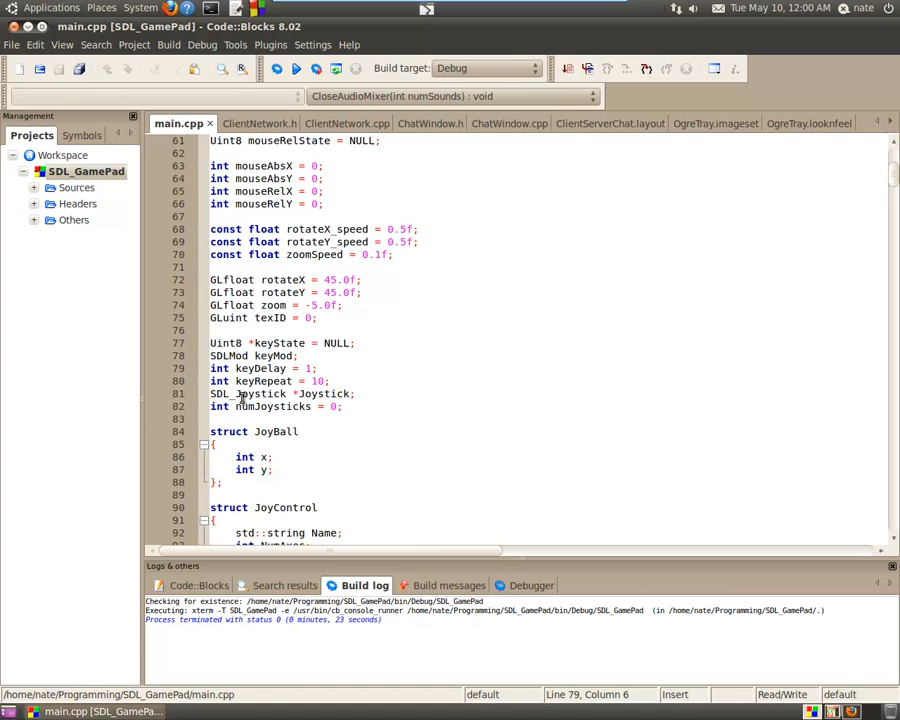 Applications Places System Tue May 10, 12:00 AM nate
main.cpp [SDL_GamePad] - Code::Blocks 8.02
File Edit View Search Project Build Debug Tools Plugins Settings Help
Build target: Debug
CloseAudioMixer(int numSounds) : void
Management
Projects Symbols
Workspace
SDL_GamePad
Sources
Headers
Others
main.cpp ClientNetwork.h ClientNetwork.cpp ChatWindow.h ChatWindow.cpp ClientServerChat.layout OgreTray.imageset OgreTray.looknfeel
61 Uint8 mouseRelState = NULL;
62
63 int mouseAbsX = 0;
64 int mouseAbsY = 0;
65 int mouseRelX = 0;
66 int mouseRelY = 0;
67
68 const float rotateX_speed = 0.5f;
69 const float rotateY_speed = 0.5f;
70 const float zoomSpeed = 0.1f;
71
72 GLfloat rotateX = 45.0f;
73 GLfloat rotateY = 45.0f;
74 GLfloat zoom = -5.0f;
75 GLuint texID = 0;
76
77 Uint8 *keyState = NULL;
78 SDLMod keyMod;
79 int keyDelay = 1;
80 int keyRepeat = 10;
81 SDL_Joystick *Joystick;
82 int numJoysticks = 0;
83
84 struct JoyBall
85 {
86 int x;
87 int y;
88 };
89
90 struct JoyControl
91 {
92 std::string Name;
93 int NumAxes;
Logs & others
Code::Blocks Search results Build log Build messages Debugger
Checking for existence: /home/nate/Programming/SDL_GamePad/bin/Debug/SDL_GamePad
Executing: xterm -T SDL_GamePad -e /usr/bin/cb_console_runner /home/nate/Programming/SDL_GamePad/bin/Debug/SDL_GamePad (in /home/nate/Programming/SDL_GamePad/.)
Process terminated with status 0 (0 minutes, 23 seconds)
/home/nate/Programming/SDL_GamePad/main.cpp default Line 79, Column 6 Insert Read/Write default
main.cpp [SDL_GamePa...